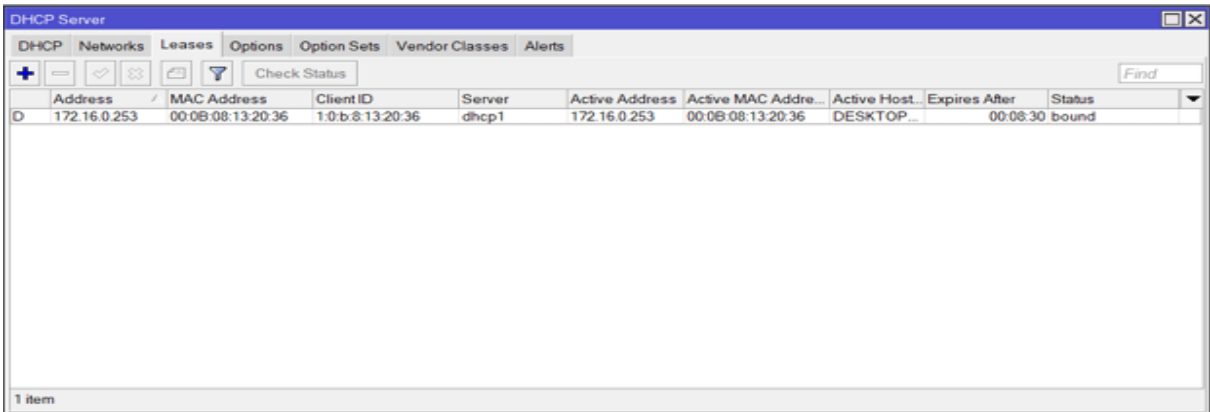 DHCP Server
DHCP Networks Leases Options Option Sets Vendor Classes Alerts
Check Status Find
Address MAC Address Client ID Server Active Address Active MAC Addre... Active Host... Expires After Status
D 172.16.0.253 00:0B:08:13:20:36 1:0:b:8:13:20:36 dhcp1 172.16.0.253 00:0B:08:13:20:36 DESKTOP... 00:08:30 bound
1 item